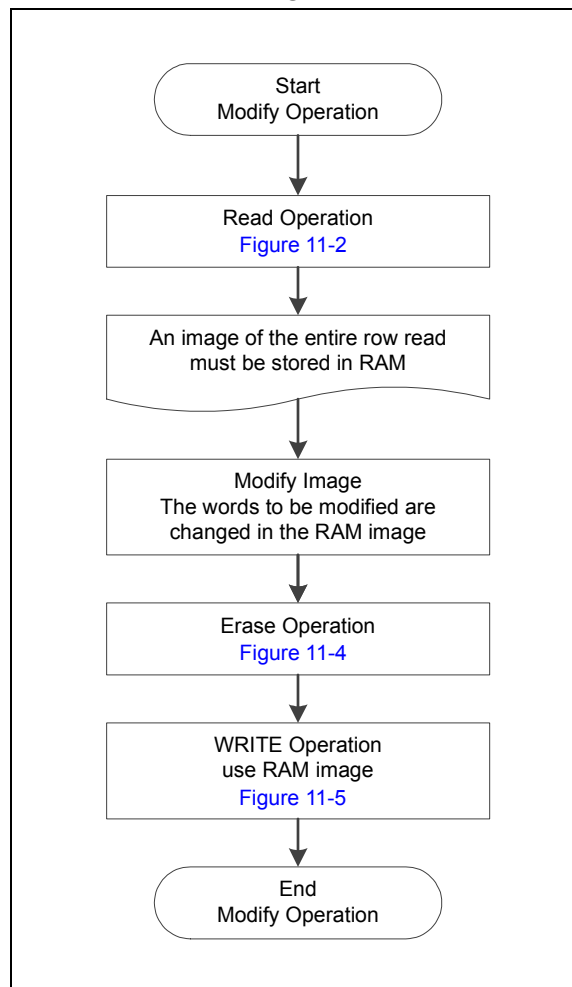 Start
Modify Operation
Read Operation
Figure 11-2
An image of the entire row read
must be stored in RAM
Modify Image
The words to be modified are
changed in the RAM image
Erase Operation
Figure 11-4
WRITE Operation
use RAM image
Figure 11-5
End
Modify Operation